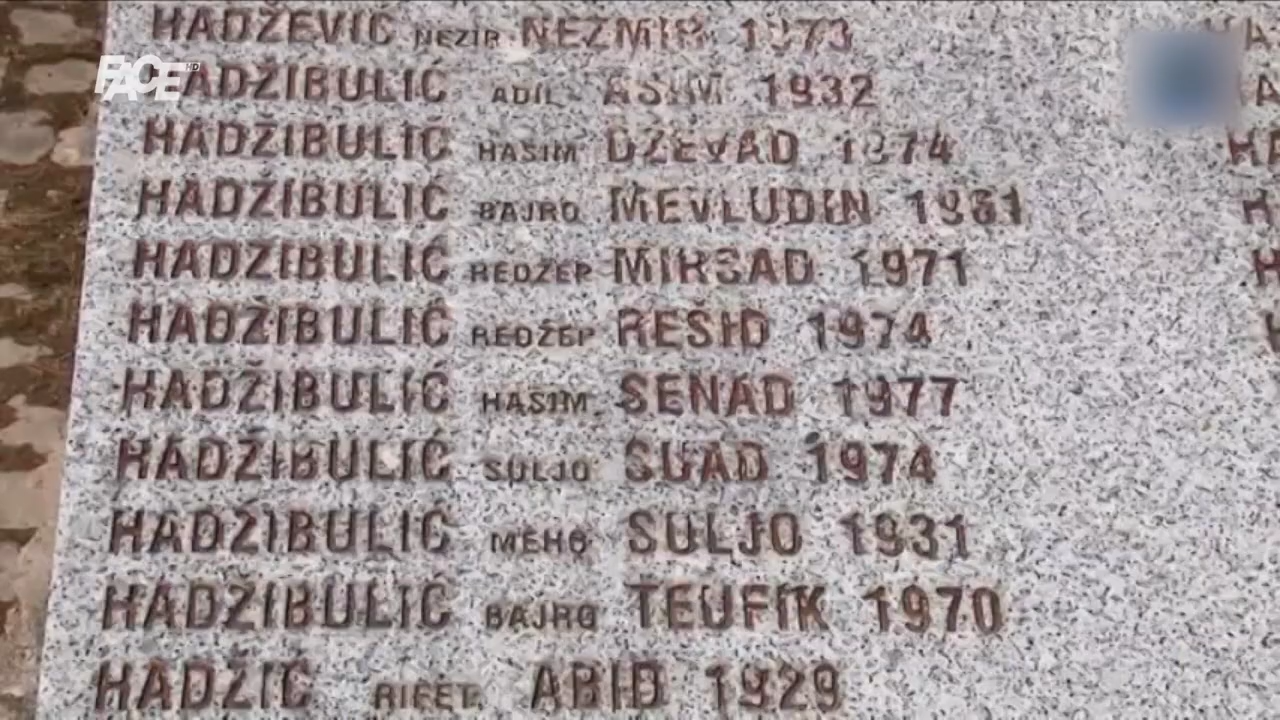 FACE HD
HADŽEVIĆ NEZIR NEZMIR 1973
HADŽIBULIĆ ADIL ASIM 1932
HADŽIBULIĆ HASIM DŽEVAD 1974
HADŽIBULIĆ BAJRO MEVLUDIN 1961
HADŽIBULIĆ REDŽEP MIRSAD 1971
HADŽIBULIĆ REDŽEP REŠID 1974
HADŽIBULIĆ HASIM SENAD 1977
HADŽIBULIĆ SULJO SUAD 1974
HADŽIBULIĆ MEHO SULJO 1931
HADŽIBULIĆ BAJRO TEUFIK 1970
HADŽIĆ RIFET ABID 1929